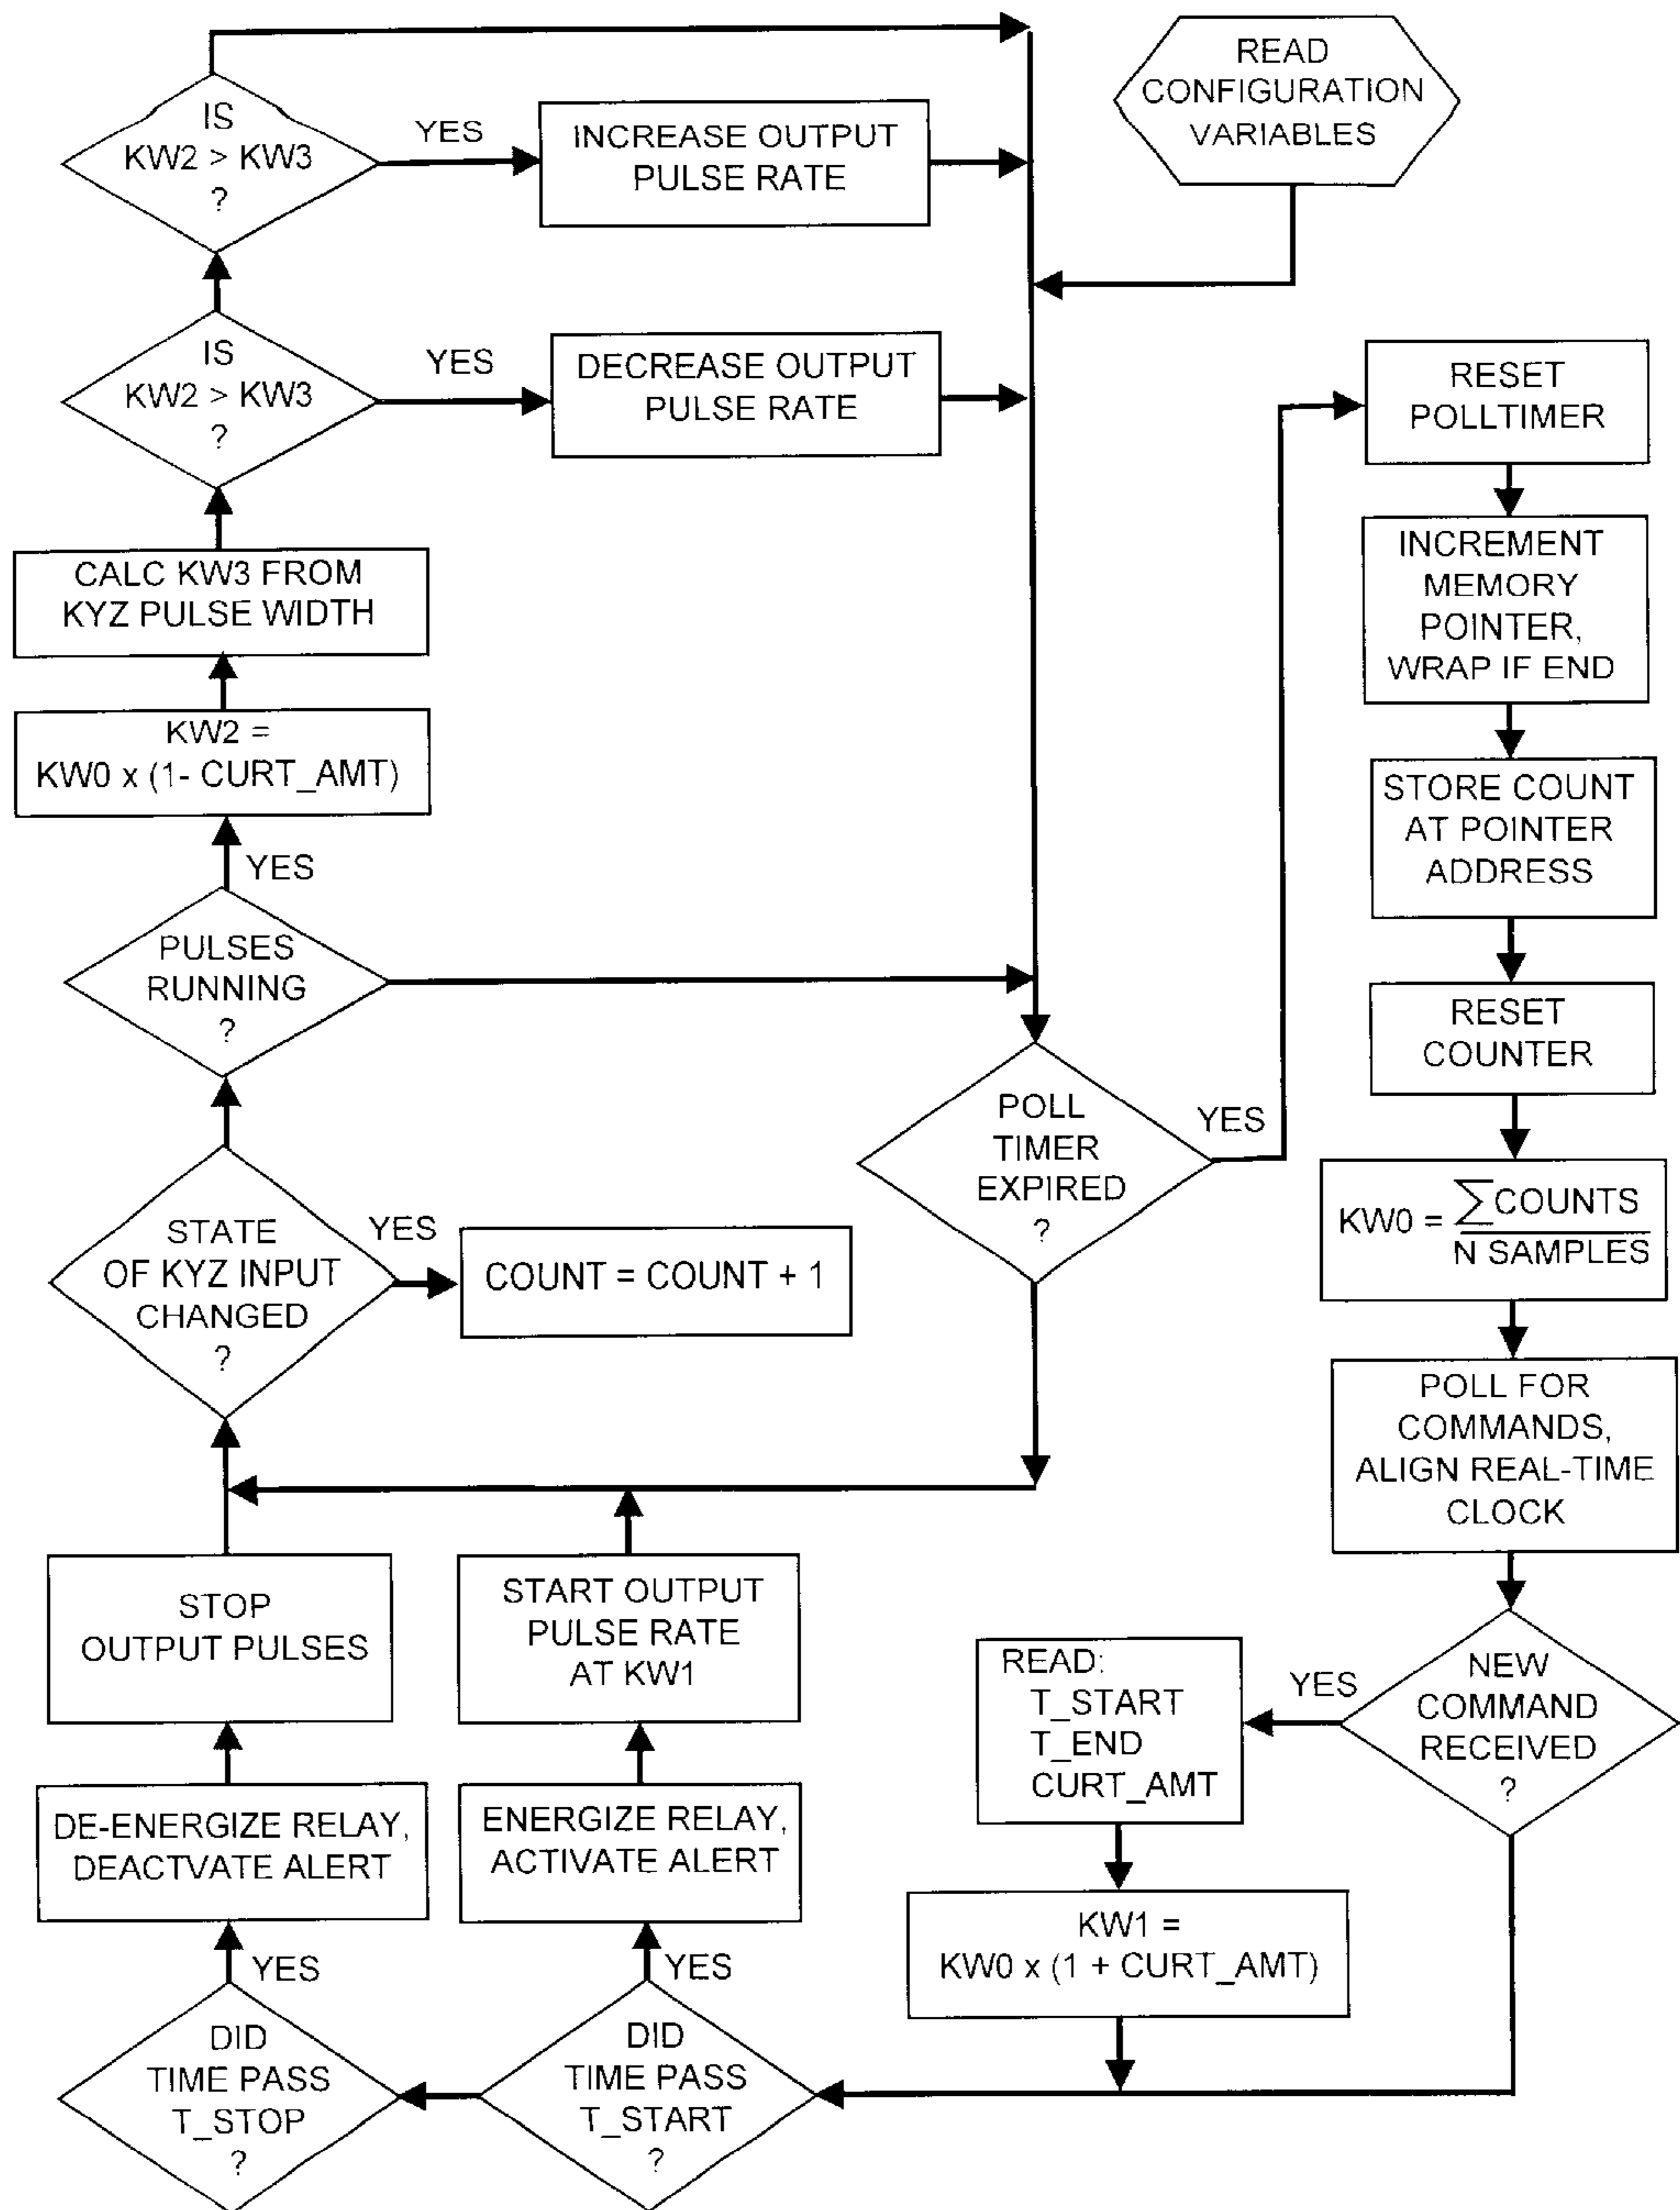 READ
CONFIGURATION
VARIABLES
IS
KW2 > KW3
?
YES
INCREASE OUTPUT
PULSE RATE
IS
KW2 > KW3
?
YES
DECREASE OUTPUT
PULSE RATE
CALC KW3 FROM
KYZ PULSE WIDTH
KW2 =
KW0 x (1- CURT_AMT)
YES
PULSES
RUNNING
?
STATE
OF KYZ INPUT
CHANGED
?
YES
COUNT = COUNT + 1
POLL
TIMER
EXPIRED
?
YES
RESET
POLLTIMER
INCREMENT
MEMORY
POINTER,
WRAP IF END
STORE COUNT
AT POINTER
ADDRESS
RESET
COUNTER
KW0 = ∑COUNTS
N SAMPLES
POLL FOR
COMMANDS,
ALIGN REAL-TIME
CLOCK
NEW
COMMAND
RECEIVED
?
YES
READ:
T_START
T_END
CURT_AMT
KW1 =
KW0 x (1 + CURT_AMT)
STOP
OUTPUT PULSES
START OUTPUT
PULSE RATE
AT KW1
DE-ENERGIZE RELAY,
DEACTVATE ALERT
ENERGIZE RELAY,
ACTIVATE ALERT
YES
YES
DID
TIME PASS
T_STOP
?
DID
TIME PASS
T_START
?